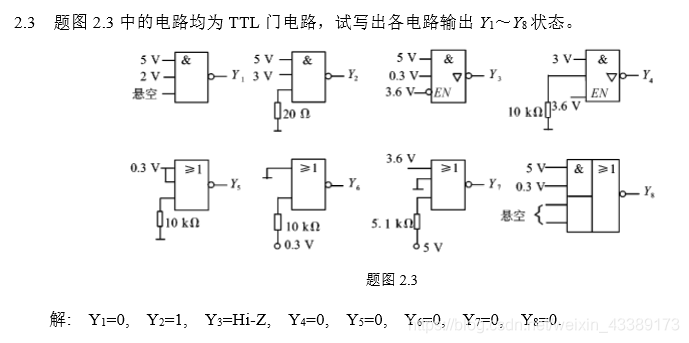 2.3 题图 2.3 中的电路均为 TTL 门电路，试写出各电路输出 Y1～Y8 状态。
5 V & 5 V & 5 V & 3 V &
2 V Y1 3 V Y2 0.3 V ▽ Y3 ▽ Y4
悬空 3.6 V EN EN
20 Ω 10 kΩ 3.6 V
0.3 V ≥1 ≥1 3.6 V ≥1 5 V & ≥1
Y5 Y6 Y7 0.3 V Y8
10 kΩ 10 kΩ 5.1 kΩ 悬空
0.3 V 5 V
题图 2.3
解: Y1=0, Y2=1, Y3=Hi-Z, Y4=0, Y5=0, Y6=0, Y7=0, Y8=0.
https://blog.csdn.net/weixin_43389173